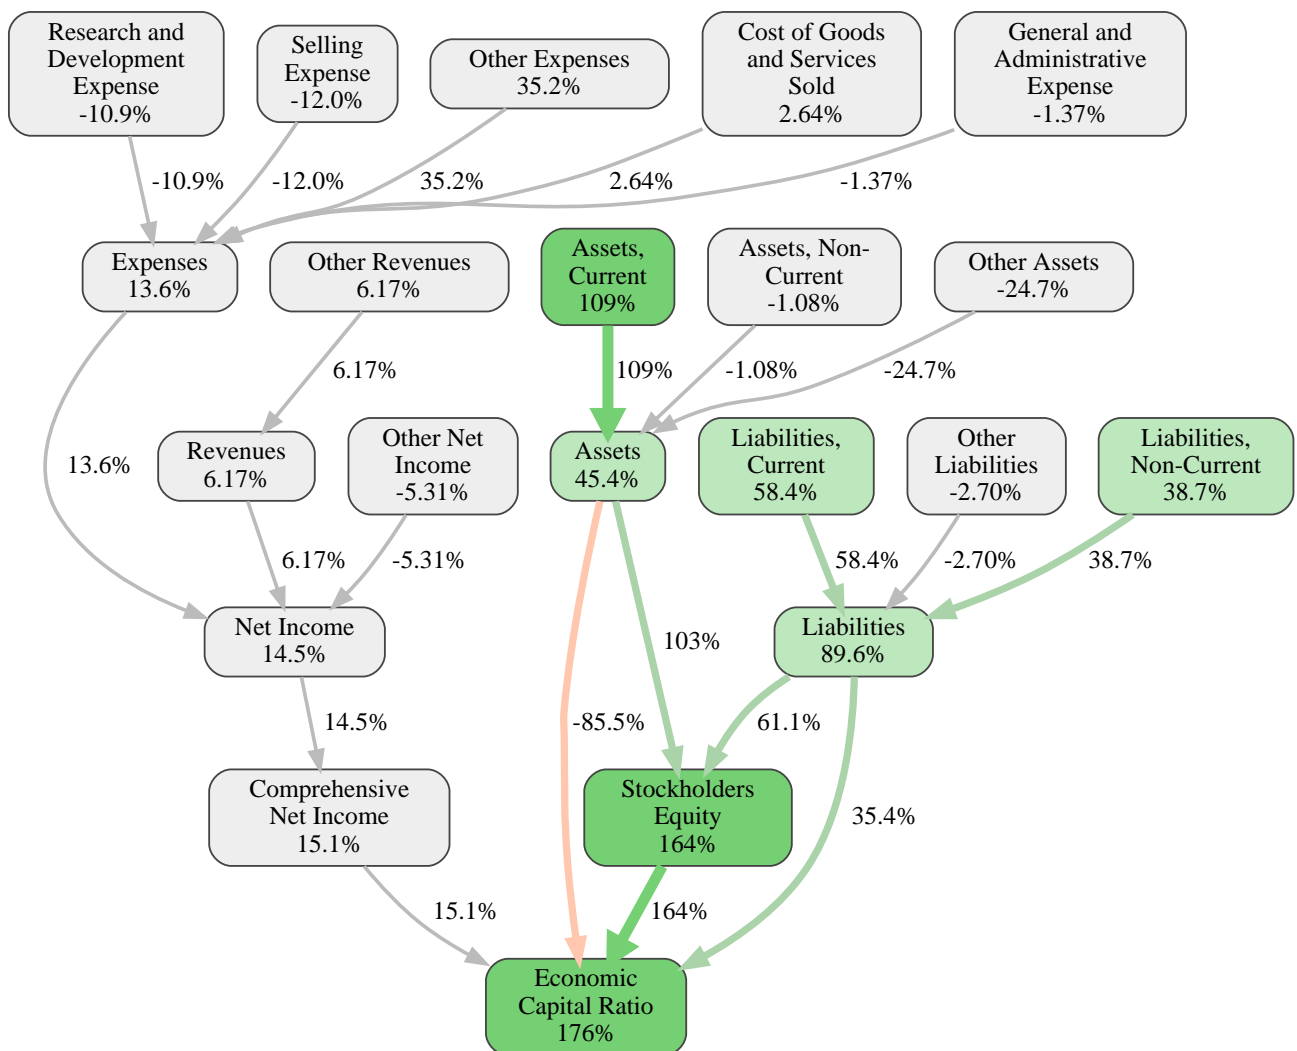 Research and
Development
Expense
-10.9%
Selling
Expense
-12.0%
Other Expenses
35.2%
Cost of Goods
and Services
Sold
2.64%
General and
Administrative
Expense
-1.37%
-10.9%
-12.0%
35.2%
2.64%
-1.37%
Expenses
13.6%
Other Revenues
6.17%
Assets,
Current
109%
Assets, Non-
Current
-1.08%
Other Assets
-24.7%
6.17%
109%
-1.08%
-24.7%
13.6%
Revenues
6.17%
Other Net
Income
-5.31%
Assets
45.4%
Liabilities,
Current
58.4%
Other
Liabilities
-2.70%
Liabilities,
Non-Current
38.7%
6.17%
-5.31%
58.4%
-2.70%
38.7%
Net Income
14.5%
103%
Liabilities
89.6%
14.5%
-85.5%
61.1%
Comprehensive
Net Income
15.1%
Stockholders
Equity
164%
35.4%
15.1%
164%
Economic
Capital Ratio
176%